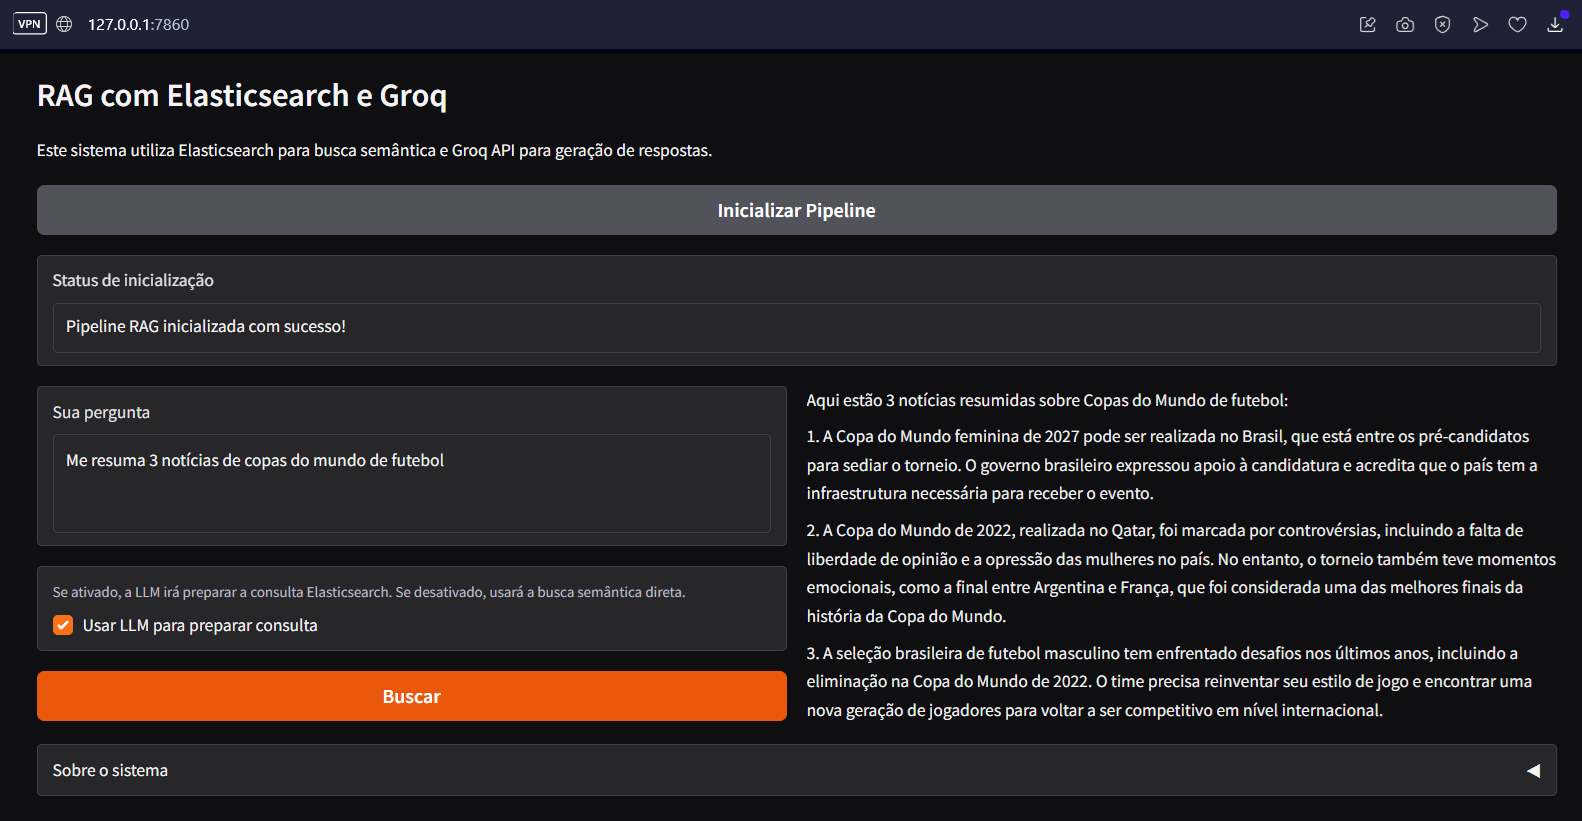 VPN
127.0.0.1:7860
RAG com Elasticsearch e Groq
Este sistema utiliza Elasticsearch para busca semântica e Groq API para geração de respostas.
Inicializar Pipeline
Status de inicialização
Pipeline RAG inicializada com sucesso!
Sua pergunta
Me resuma 3 notícias de copas do mundo de futebol
Se ativado, a LLM irá preparar a consulta Elasticsearch. Se desativado, usará a busca semântica direta.
Usar LLM para preparar consulta
Buscar
Aqui estão 3 notícias resumidas sobre Copas do Mundo de futebol:
1. A Copa do Mundo feminina de 2027 pode ser realizada no Brasil, que está entre os pré-candidatos
para sediar o torneio. O governo brasileiro expressou apoio à candidatura e acredita que o país tem a
infraestrutura necessária para receber o evento.
2. A Copa do Mundo de 2022, realizada no Qatar, foi marcada por controvérsias, incluindo a falta de
liberdade de opinião e a opressão das mulheres no país. No entanto, o torneio também teve momentos
emocionais, como a final entre Argentina e França, que foi considerada uma das melhores finais da
história da Copa do Mundo.
3. A seleção brasileira de futebol masculino tem enfrentado desafios nos últimos anos, incluindo a
eliminação na Copa do Mundo de 2022. O time precisa reinventar seu estilo de jogo e encontrar uma
nova geração de jogadores para voltar a ser competitivo em nível internacional.
Sobre o sistema